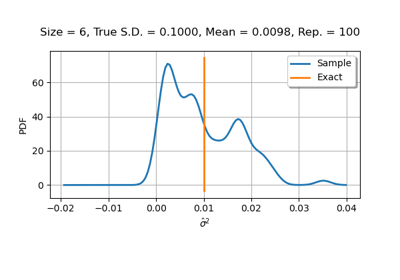 Size = 6, True S.D. = 0.1000, Mean = 0.0098, Rep. = 100
Sample
Exact
PDF
60
40
20
0
−0.02 −0.01 0.00 0.01 0.02 0.03 0.04
σ̂²